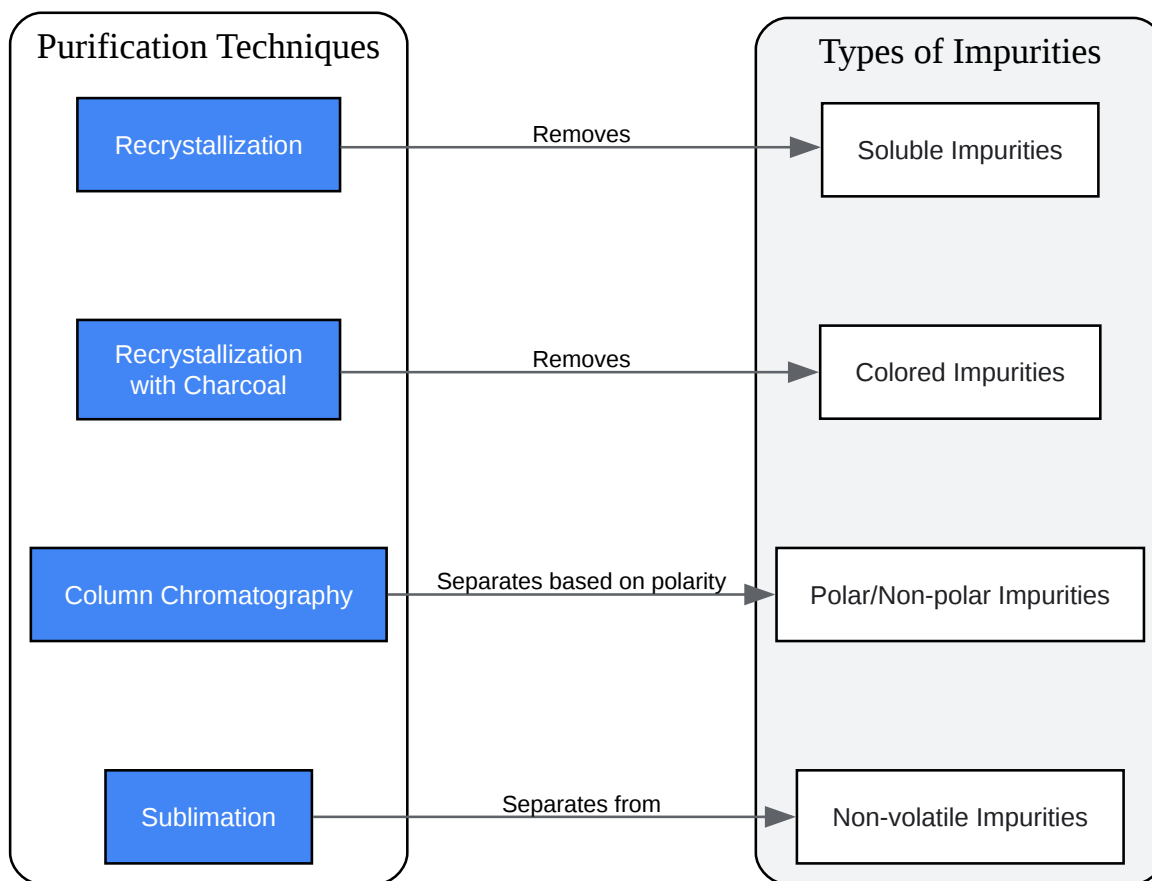 Purification Techniques
Types of Impurities
Recrystallization
Removes
Soluble Impurities
Recrystallization
with Charcoal
Removes
Colored Impurities
Column Chromatography
Separates based on polarity
Polar/Non-polar Impurities
Sublimation
Separates from
Non-volatile Impurities